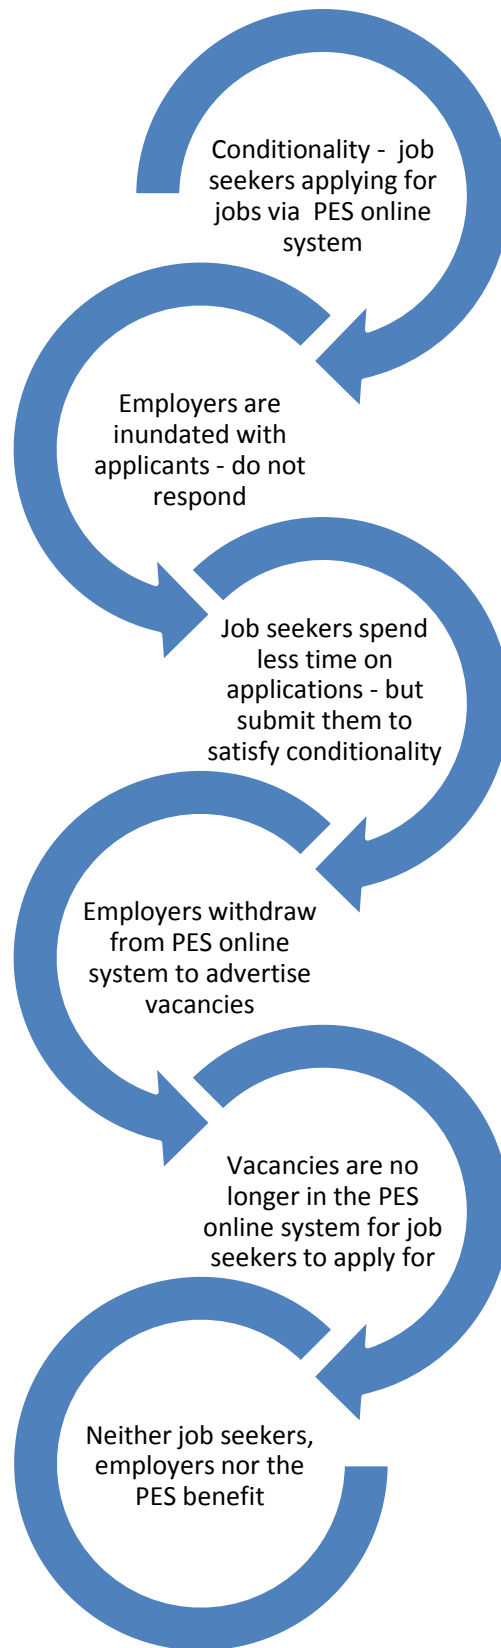 Conditionality - job
seekers applying for
jobs via PES online
system
Employers are
inundated with
applicants - do not
respond
Job seekers spend
less time on
applications - but
submit them to
satisfy conditionality
Employers withdraw
from PES online
system to advertise
vacancies
Vacancies are no
longer in the PES
online system for job
seekers to apply for
Neither job seekers,
employers nor the
PES benefit